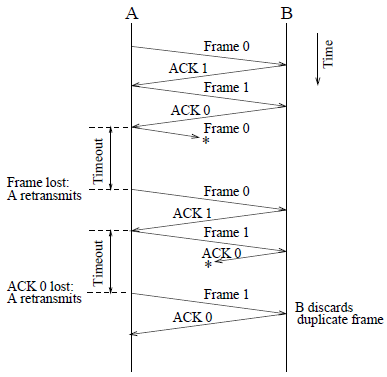 A
B
Frame 0
Time
ACK 1
Frame 1
ACK 0
Frame 0
*
Timeout
Frame lost:
A retransmits
Frame 0
ACK 1
Frame 1
ACK 0
*
Timeout
ACK 0 lost:
A retransmits
Frame 1
B discards
duplicate frame
ACK 0